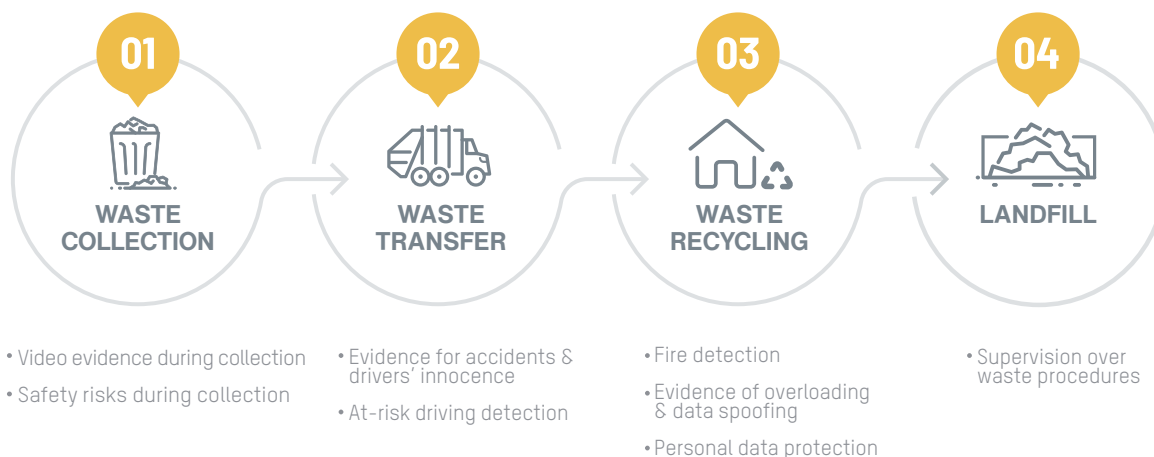 01
WASTE
COLLECTION
• Video evidence during collection
• Safety risks during collection
02
WASTE
TRANSFER
• Evidence for accidents &
drivers' innocence
• At-risk driving detection
03
WASTE
RECYCLING
• Fire detection
• Evidence of overloading
& data spoofing
• Personal data protection
04
LANDFILL
• Supervision over
waste procedures